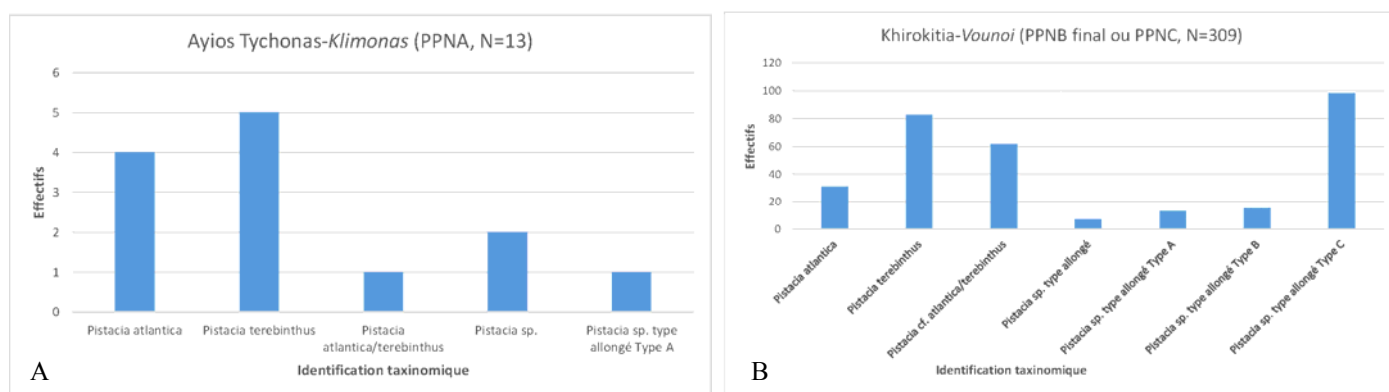 Ayios Tychonas-Klimonas (PPNA, N=13)
6
5
4
3
2
1
0
Effectifs
Pistacia atlantica
Pistacia terebinthus
Pistacia
atlantica/terebinthus
Pistacia sp.
Pistacia sp. type
allongé Type A
Identification taxinomique
A
Khirokitia-Vounoi (PPNB final ou PPNC, N=309)
120
100
80
60
40
20
0
Effectifs
Pistacia atlantica
Pistacia terebinthus
Pistacia cf. atlantica/terebinthus
Pistacia sp. type allongé
Pistacia sp. type allongé Type A
Pistacia sp. type allongé Type B
Pistacia sp. type allongé Type C
Identification taxinomique
B